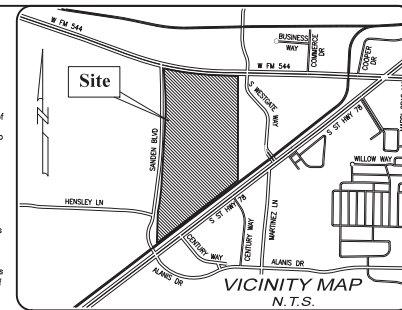 W FM 544
BUSINESS
WAY
COMMERCE
DR
COOPER
DR
W FM 544
Site
S WESTGATE
WAY
SANDEN BLVD
S ST HWY 78
WILLOW WAY
HENSLEY LN
S ST HWY 78
CENTURY WAY
MARTINEZ LN
CENTURY WAY
ALANIS DR
ALANIS DR
VICINITY MAP
N.T.S.